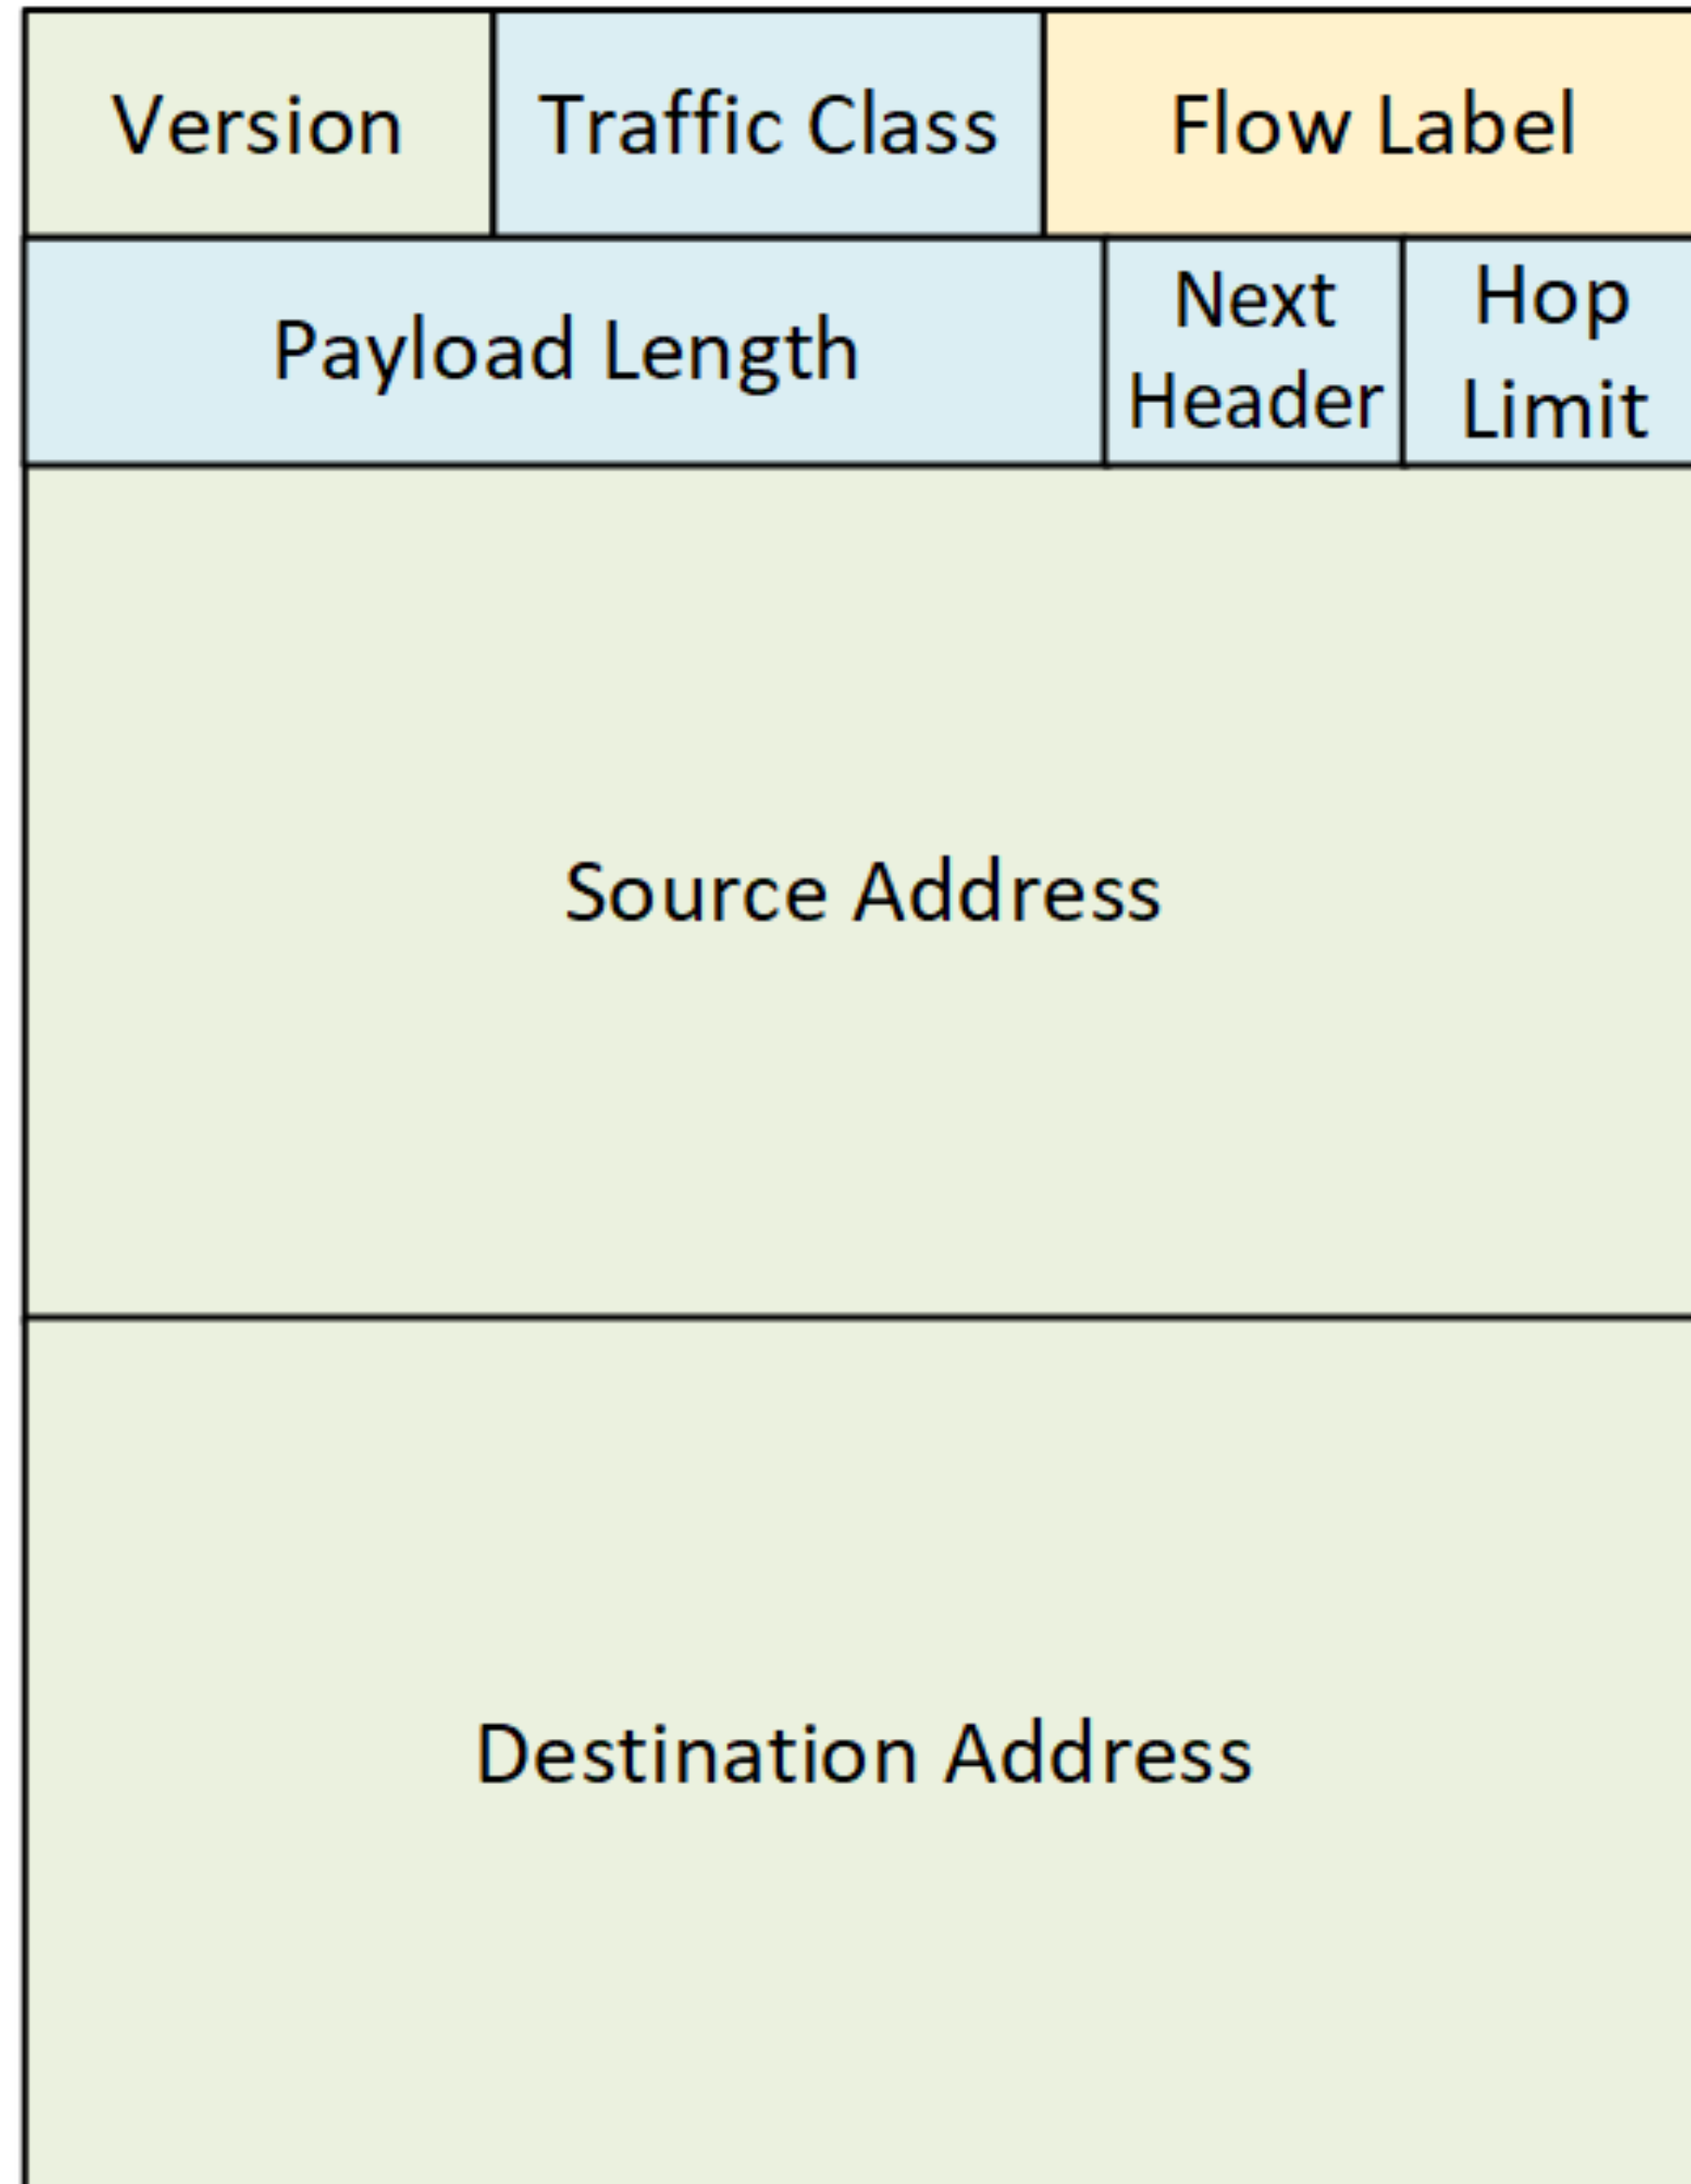 Version
Traffic Class
Flow Label
Payload Length
Next
Header
Hop
Limit
Source Address
Destination Address